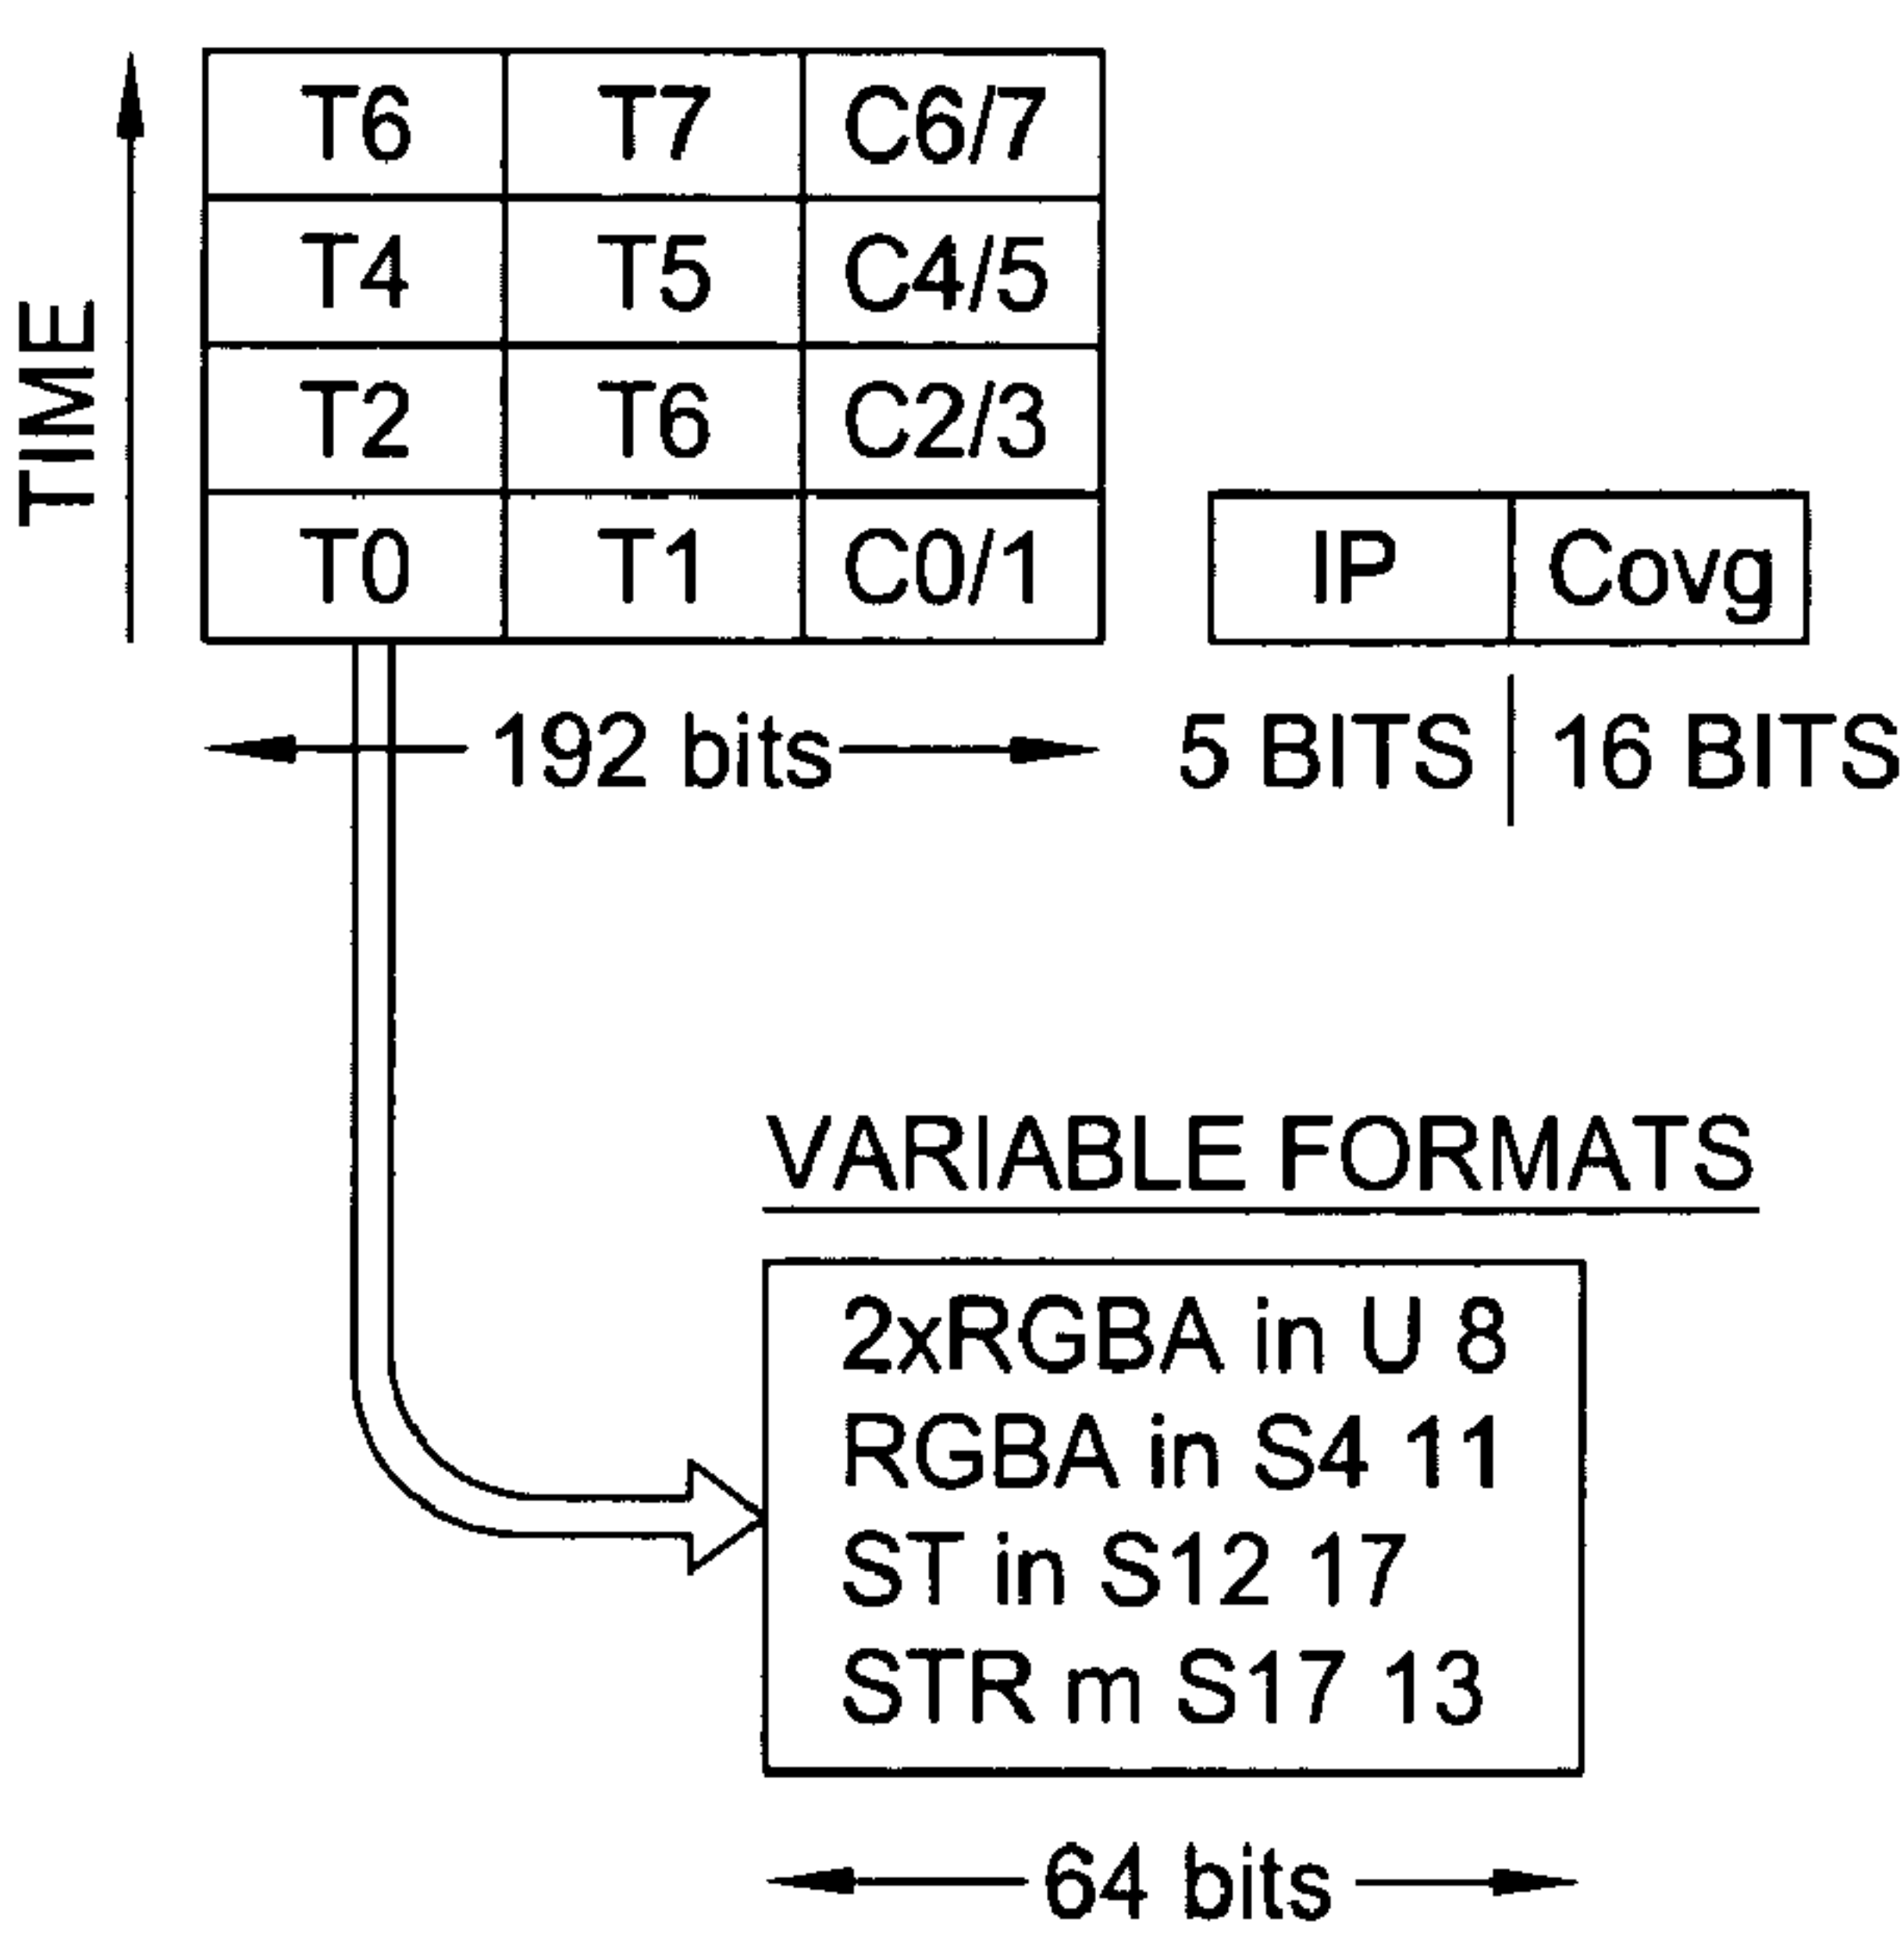 TIME
T6 T7 C6/7
T4 T5 C4/5
T2 T6 C2/3
T0 T1 C0/1
IP Covg
192 bits
5 BITS 16 BITS
VARIABLE FORMATS
2xRGBA in U 8
RGBA in S4 11
ST in S12 17
STR m S17 13
64 bits